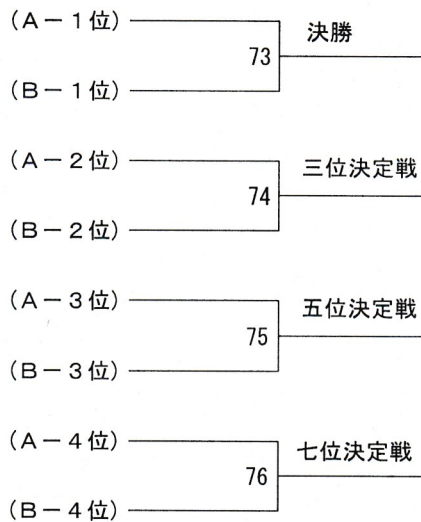 (A－1位)
決勝
73
(B－1位)
(A－2位)
三位決定戦
74
(B－2位)
(A－3位)
五位決定戦
75
(B－3位)
(A－4位)
七位決定戦
76
(B－4位)